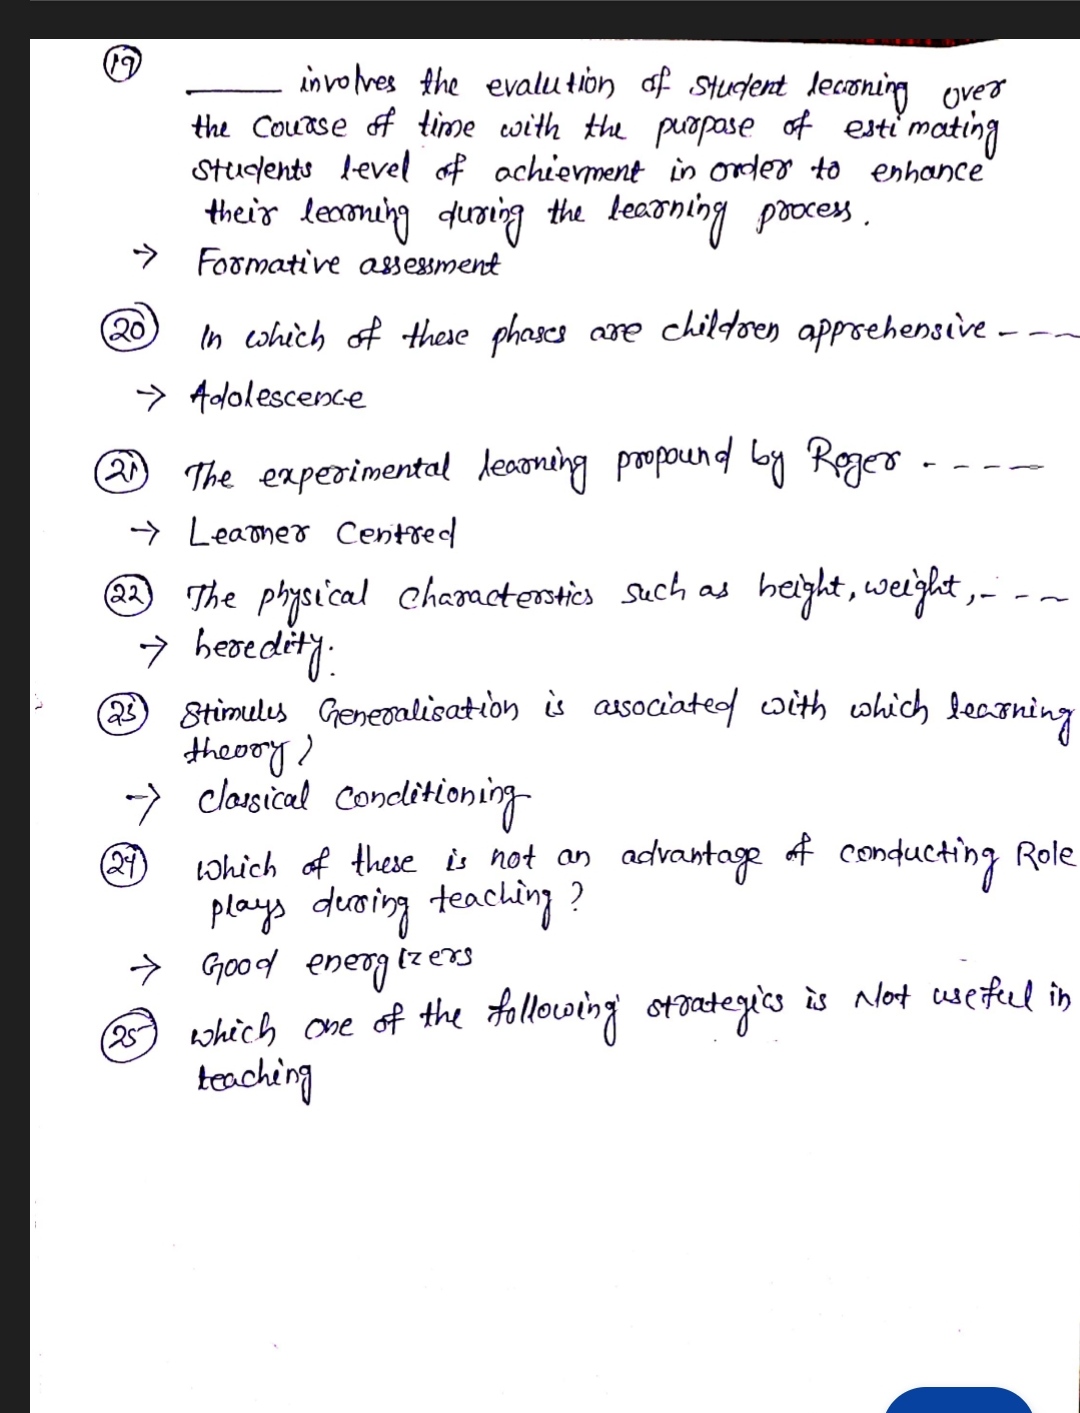 19
____ involves the evalution of student learning over
the Course of time with the purpose of estimating
students level of achievment in order to enhance
their learning during the learning process.
→ Formative assessment
20 In which of these phases are children apprehensive ----
→ Adolescence
21 The experimental learning propound by Roger -----
→ Learner Centred
22 The physical characterstics such as height, weight, ----
→ heredity.
23 Stimulus Generalisation is associated with which learning
theory?
→ classical conditioning
24 which of these is not an advantage of conducting Role
plays during teaching?
→ Good energizers
25 which one of the following strategics is Not useful in
teaching